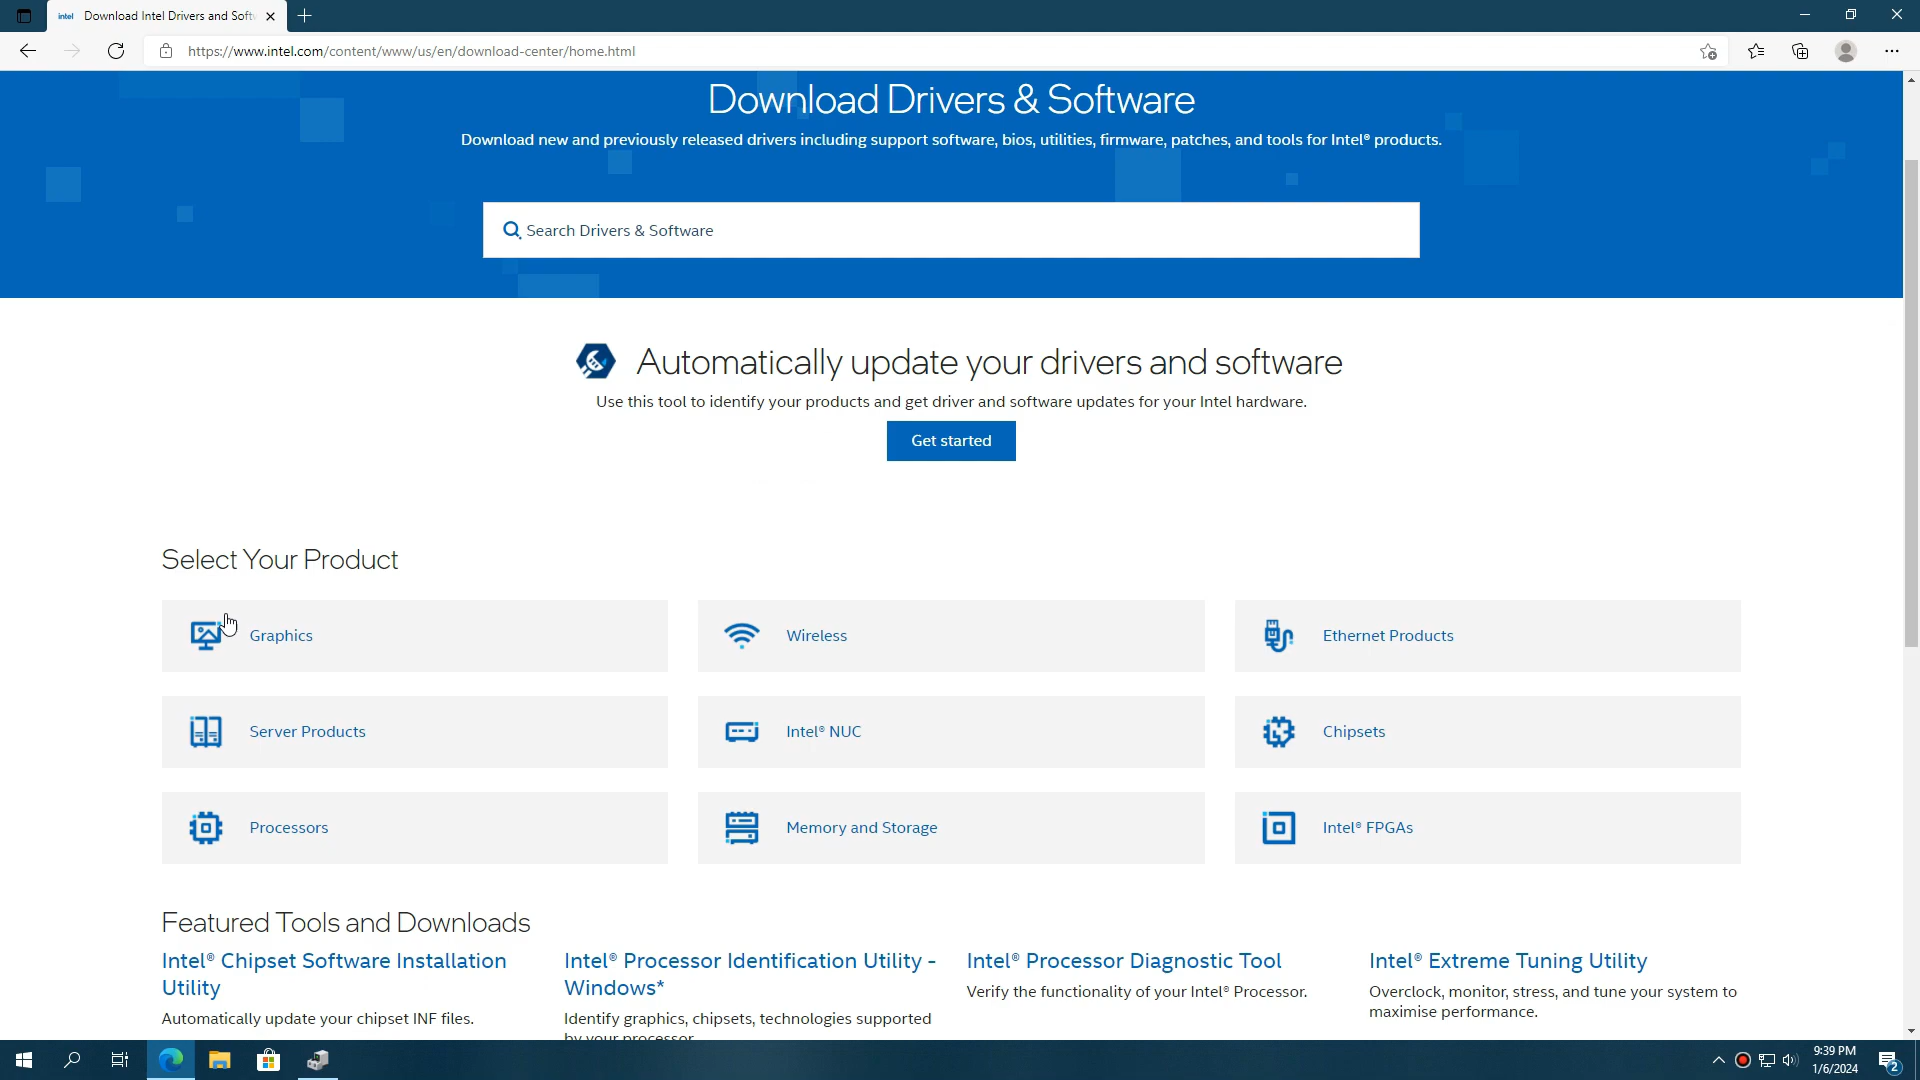 intel Download Intel Drivers and Soft
https://www.intel.com/content/www/us/en/download-center/home.html
Download Drivers & Software
Download new and previously released drivers including support software, bios, utilities, firmware, patches, and tools for Intel® products.
Search Drivers & Software
Automatically update your drivers and software
Use this tool to identify your products and get driver and software updates for your Intel hardware.
Get started
Select Your Product
Graphics
Wireless
Ethernet Products
Server Products
Intel® NUC
Chipsets
Processors
Memory and Storage
Intel® FPGAs
Featured Tools and Downloads
Intel® Chipset Software Installation
Utility
Automatically update your chipset INF files.
Intel® Processor Identification Utility -
Windows*
Identify graphics, chipsets, technologies supported
by your processor.
Intel® Processor Diagnostic Tool
Verify the functionality of your Intel® Processor.
Intel® Extreme Tuning Utility
Overclock, monitor, stress, and tune your system to
maximise performance.
9:39 PM
1/6/2024
2